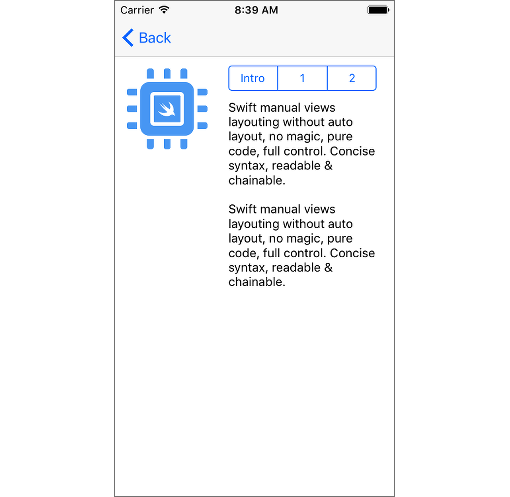 Carrier 8:39 AM
Back
Intro 1 2
Swift manual views
layouting without auto
layout, no magic, pure
code, full control. Concise
syntax, readable &
chainable.
Swift manual views
layouting without auto
layout, no magic, pure
code, full control. Concise
syntax, readable &
chainable.